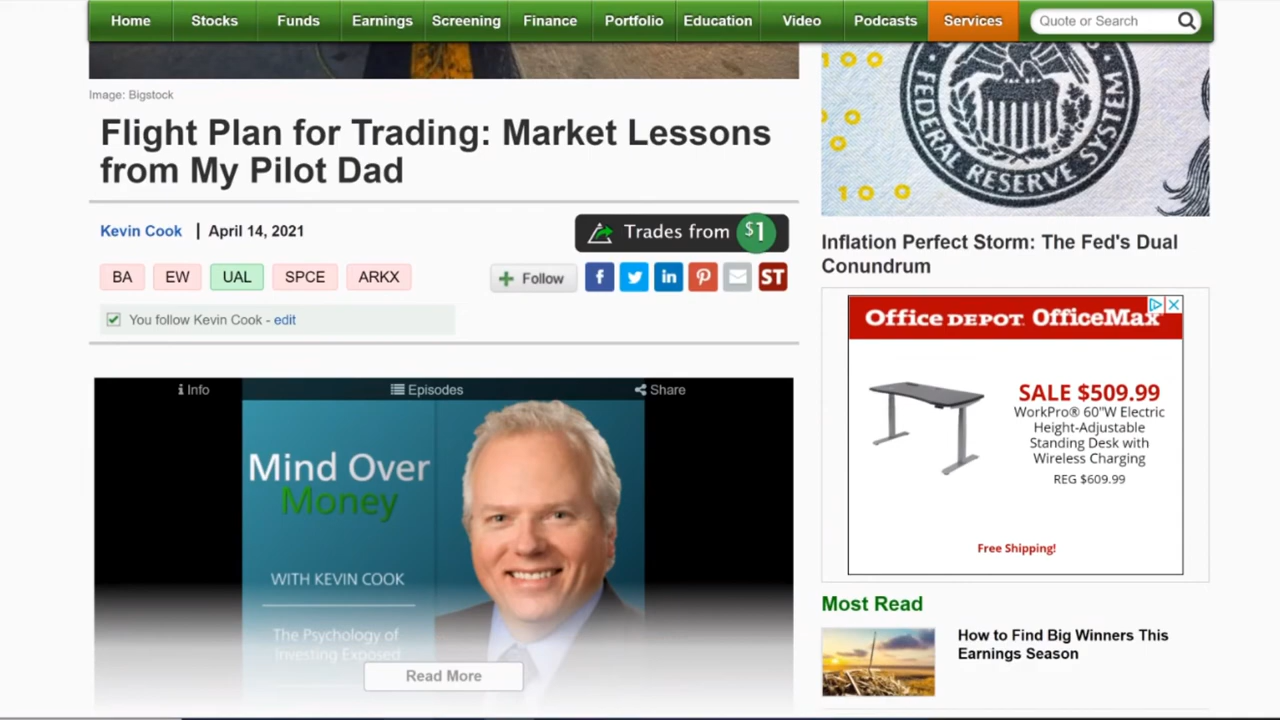 Home Stocks Funds Earnings Screening Finance Portfolio Education Video Podcasts Services Quote or Search
Image: Bigstock
Flight Plan for Trading: Market Lessons
from My Pilot Dad
Kevin Cook | April 14, 2021
Trades from $1
BA EW UAL SPCE ARKX
Follow
f in ST
You follow Kevin Cook - edit
Info Episodes Share
Mind Over
Money
WITH KEVIN COOK
The Psychology of
Investing Exposed
Read More
100
0
0
100
FEDERAL RESERVE SYSTEM
Inflation Perfect Storm: The Fed's Dual
Conundrum
Office DEPOT OfficeMax
SALE $509.99
WorkPro® 60"W Electric
Height-Adjustable
Standing Desk with
Wireless Charging
REG $609.99
Free Shipping!
Most Read
How to Find Big Winners This
Earnings Season